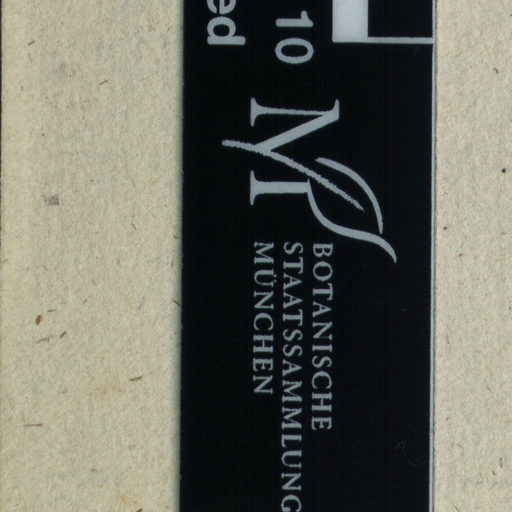 10
ed
BOTANISCHE
STAATSSAMMLUNG
MÜNCHEN